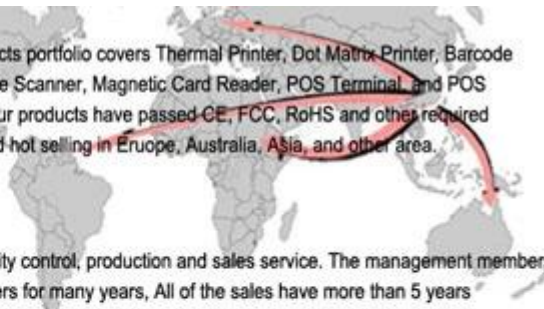 cts portfolio covers Thermal Printer, Dot Matrix Printer, Barcode
e Scanner, Magnetic Card Reader, POS Terminal, and POS
ur products have passed CE, FCC, RoHS and other required
d hot selling in Eruope, Australia, Asia, and other area.
ity control, production and sales service. The management member
ers for many years, All of the sales have more than 5 years